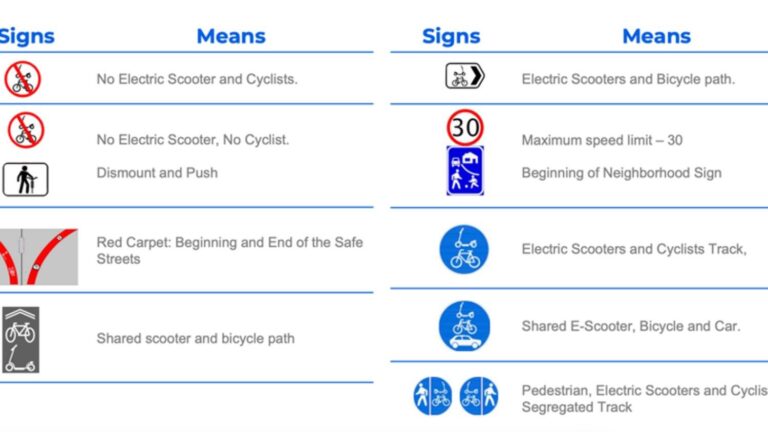 Signs Means
No Electric Scooter and Cyclists.
No Electric Scooter, No Cyclist.
Dismount and Push
Red Carpet: Beginning and End of the Safe
Streets
Shared scooter and bicycle path
Signs Means
Electric Scooters and Bicycle path.
30
Maximum speed limit – 30
Beginning of Neighborhood Sign
Electric Scooters and Cyclists Track,
Shared E-Scooter, Bicycle and Car.
Pedestrian, Electric Scooters and Cyclis
Segregated Track